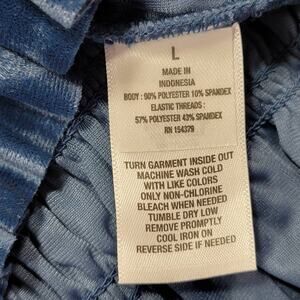 L
MADE IN
INDONESIA
BODY : 90% POLYESTER 10% SPANDEX
ELASTIC THREADS :
57% POLYESTER 43% SPANDEX
RN 154379
TURN GARMENT INSIDE OUT
MACHINE WASH COLD
WITH LIKE COLORS
ONLY NON-CHLORINE
BLEACH WHEN NEEDED
TUMBLE DRY LOW
REMOVE PROMPTLY
COOL IRON ON
REVERSE SIDE IF NEEDED